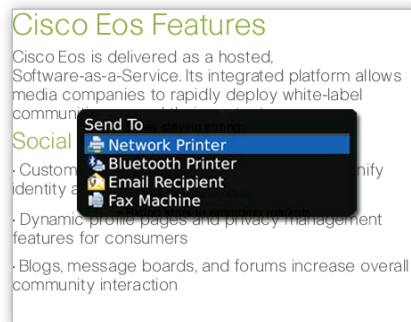 Cisco Eos Features
Cisco Eos is delivered as a hosted,
Software-as-a-Service. Its integrated platform allows
media companies to rapidly deploy white-label
Send To
Social
Network Printer
· Custom
Bluetooth Printer
identity
Email Recipient
Fax Machine
· Dynamic profile pages and privacy management
features for consumers
· Blogs, message boards, and forums increase overall
community interaction